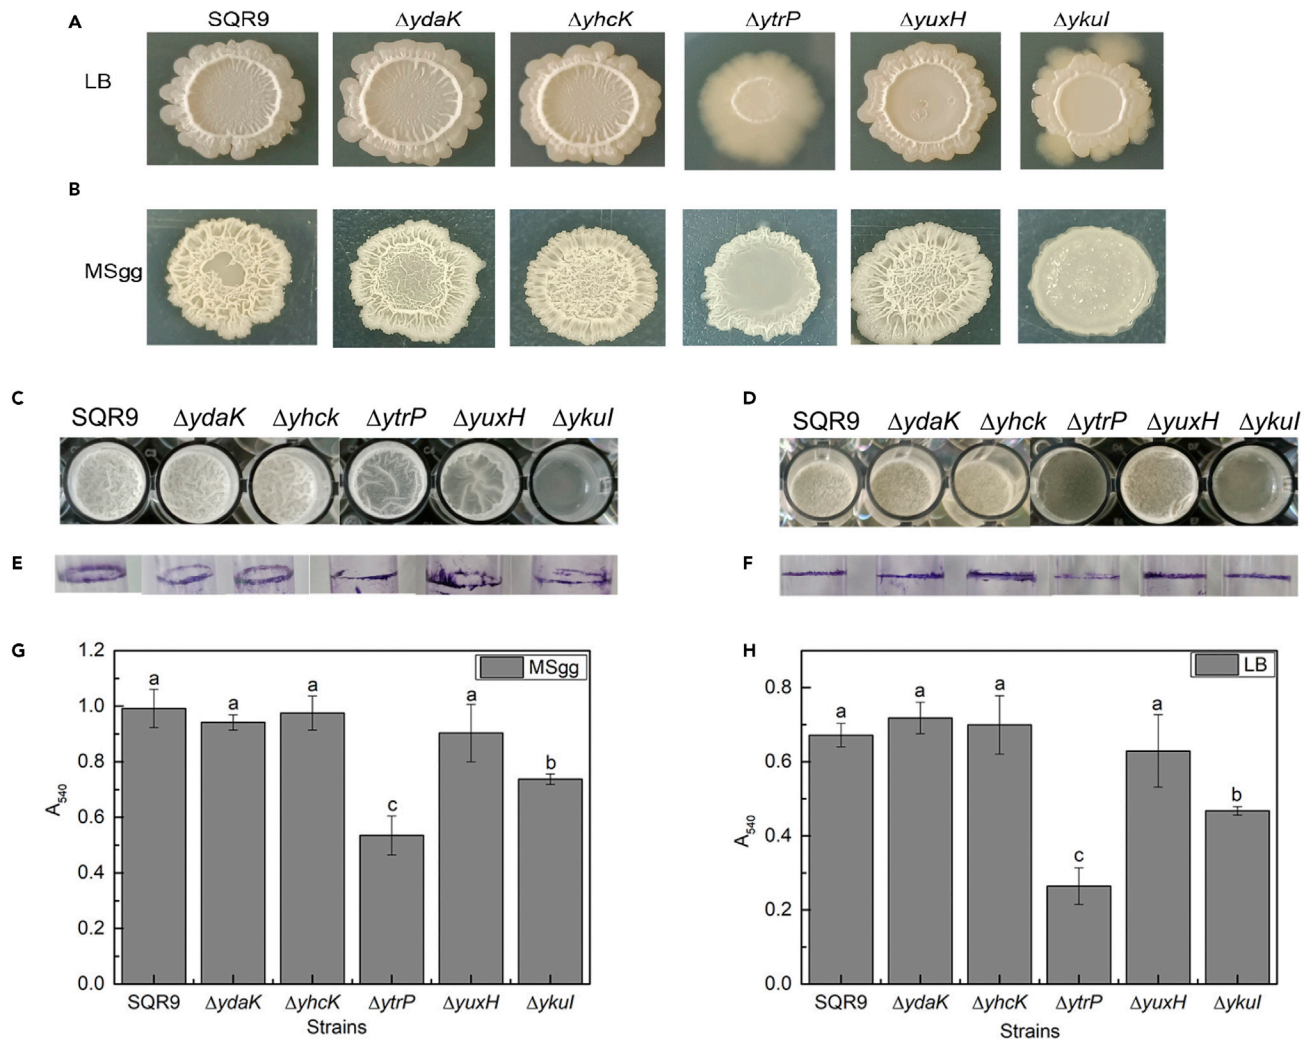 A SQR9 ΔydaK ΔyhcK ΔytrP ΔyuxH ΔykuI
LB
B
MSgg
C SQR9 ΔydaK Δyhck ΔytrP ΔyuxH ΔykuI
D SQR9 ΔydaK Δyhck ΔytrP ΔyuxH ΔykuI
E
F
G
MSgg
1.2
1.0
0.8
0.6
0.4
0.2
0.0
A540
a a a c a b
SQR9 ΔydaK ΔyhcK ΔytrP ΔyuxH ΔykuI
Strains
H
LB
0.8
0.6
0.4
0.2
0.0
A540
a a a c a b
SQR9 ΔydaK ΔyhcK ΔytrP ΔyuxH ΔykuI
Strains